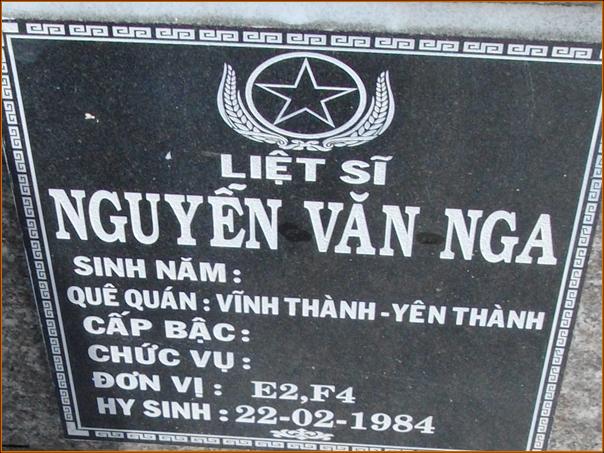 LIỆT SĨ
NGUYỄN VĂN NGA
SINH NĂM :
QUÊ QUÁN : VĨNH THÀNH - YÊN THÀNH
CẤP BẬC :
CHỨC VỤ :
ĐƠN VỊ : E2,F4
HY SINH : 22-02-1984